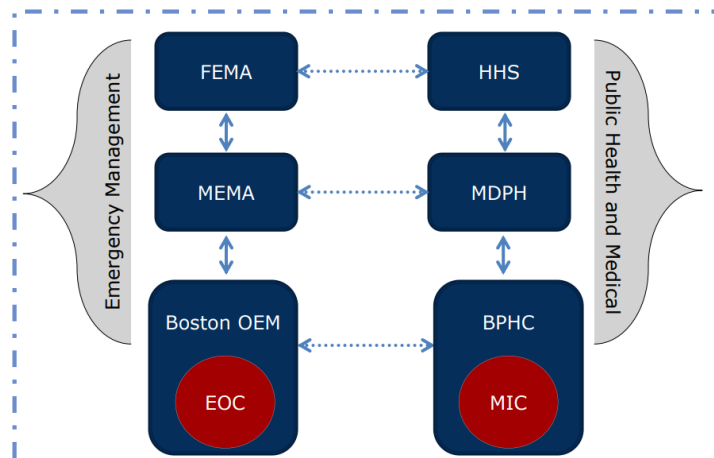 FEMA
HHS
Emergency Management
Public Health and Medical
MEMA
MDPH
Boston OEM
BPHC
EOC
MIC